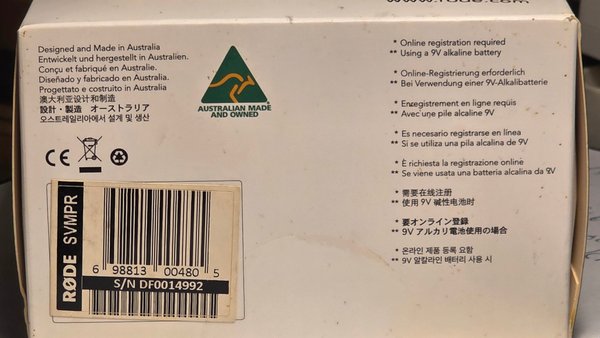 www.rode.com
Designed and Made in Australia
Entwickelt und hergestellt in Australien.
Conçu et fabriqué en Australie.
Diseñado y fabricado en Australia.
Progettato e costruito in Australia
澳大利亚设计和制造
設計・製造 オーストラリア
오스트레일리아에서 설계 및 생산
AUSTRALIAN MADE
AND OWNED
CE
RØDE SVMPR
6 98813 00480 5
S/N DF0014992
* Online registration required
** Using a 9V alkaline battery
* Online-Registrierung erforderlich
** Bei Verwendung einer 9V-Alkalibatterie
* Enregistrement en ligne requis
** Avec une pile alcaline 9V
* Es necesario registrarse en línea
** Si se utiliza una pila alcalina de 9V
* È richiesta la registrazione online
** Se viene usata una batteria alcalina da 9V
* 需要在线注册
** 使用 9V 碱性电池时
* 要オンライン登録
** 9V アルカリ電池使用の場合
* 온라인 제품 등록 요함
** 9V 알칼라인 배터리 사용 시